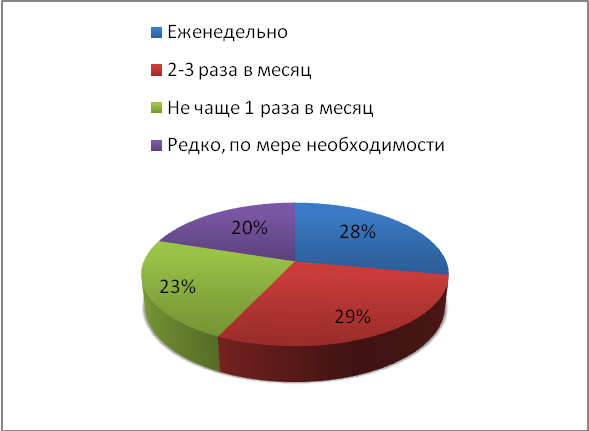 Еженедельно
2-3 раза в месяц
Не чаще 1 раза в месяц
Редко, по мере необходимости
20%
28%
23%
29%